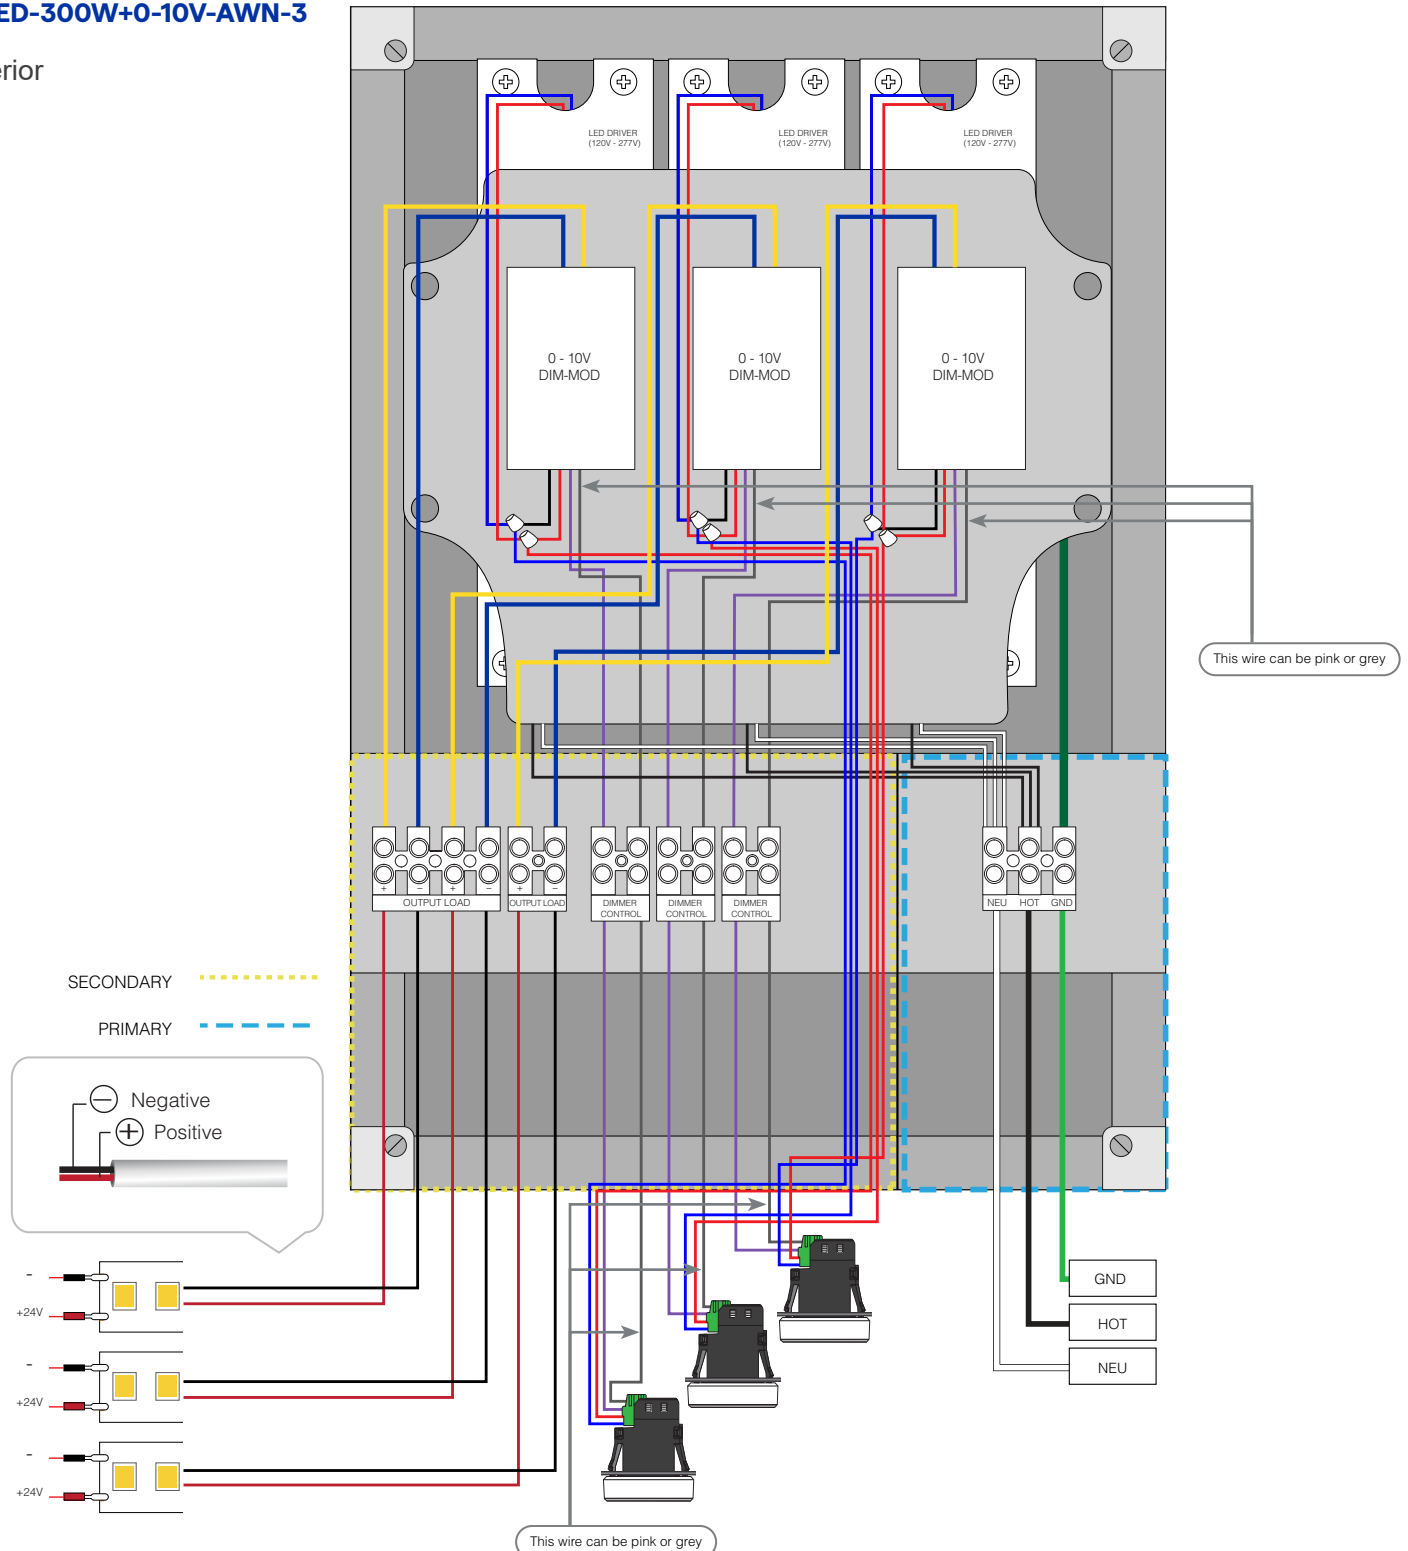 ED-300W+0-10V-AWN-3
erior
LED DRIVER
(120V - 277V)
LED DRIVER
(120V - 277V)
LED DRIVER
(120V - 277V)
0 - 10V
DIM-MOD
0 - 10V
DIM-MOD
0 - 10V
DIM-MOD
This wire can be pink or grey
+ − + −
+ −
OUTPUT LOAD
OUTPUT LOAD
DIMMER
CONTROL
DIMMER
CONTROL
DIMMER
CONTROL
NEU HOT GND
SECONDARY
PRIMARY
− Negative
+ Positive
-
+24V
-
+24V
-
+24V
GND
HOT
NEU
This wire can be pink or grey